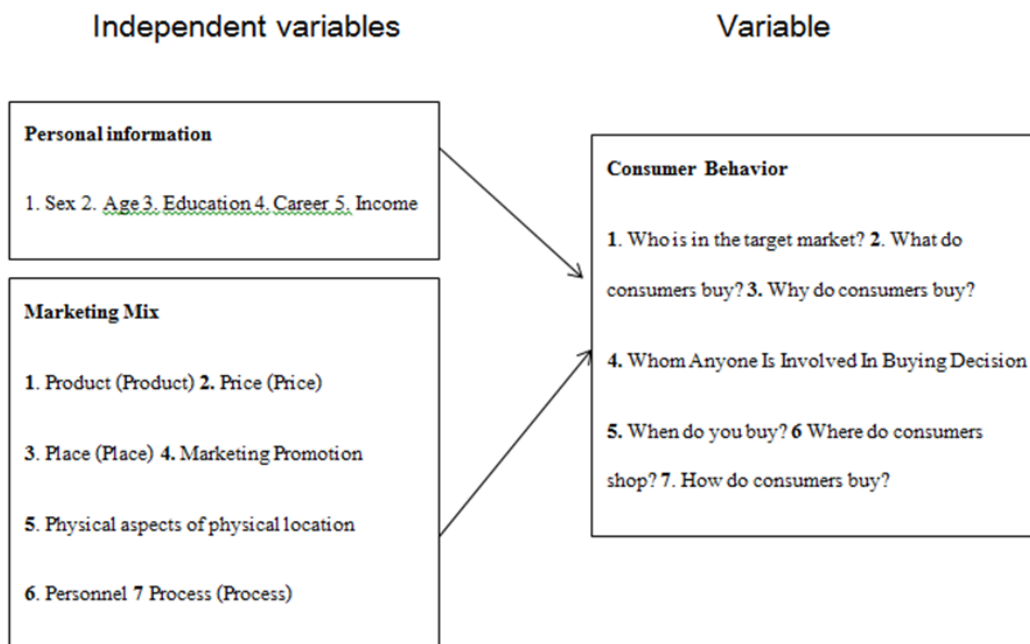 Independent variables
Variable
Personal information
1. Sex 2. Age 3. Education 4. Career 5. Income
Marketing Mix
1. Product (Product) 2. Price (Price)
3. Place (Place) 4. Marketing Promotion
5. Physical aspects of physical location
6. Personnel 7 Process (Process)
Consumer Behavior
1. Who is in the target market? 2. What do
consumers buy? 3. Why do consumers buy?
4. Whom Anyone Is Involved In Buying Decision
5. When do you buy? 6 Where do consumers
shop? 7. How do consumers buy?